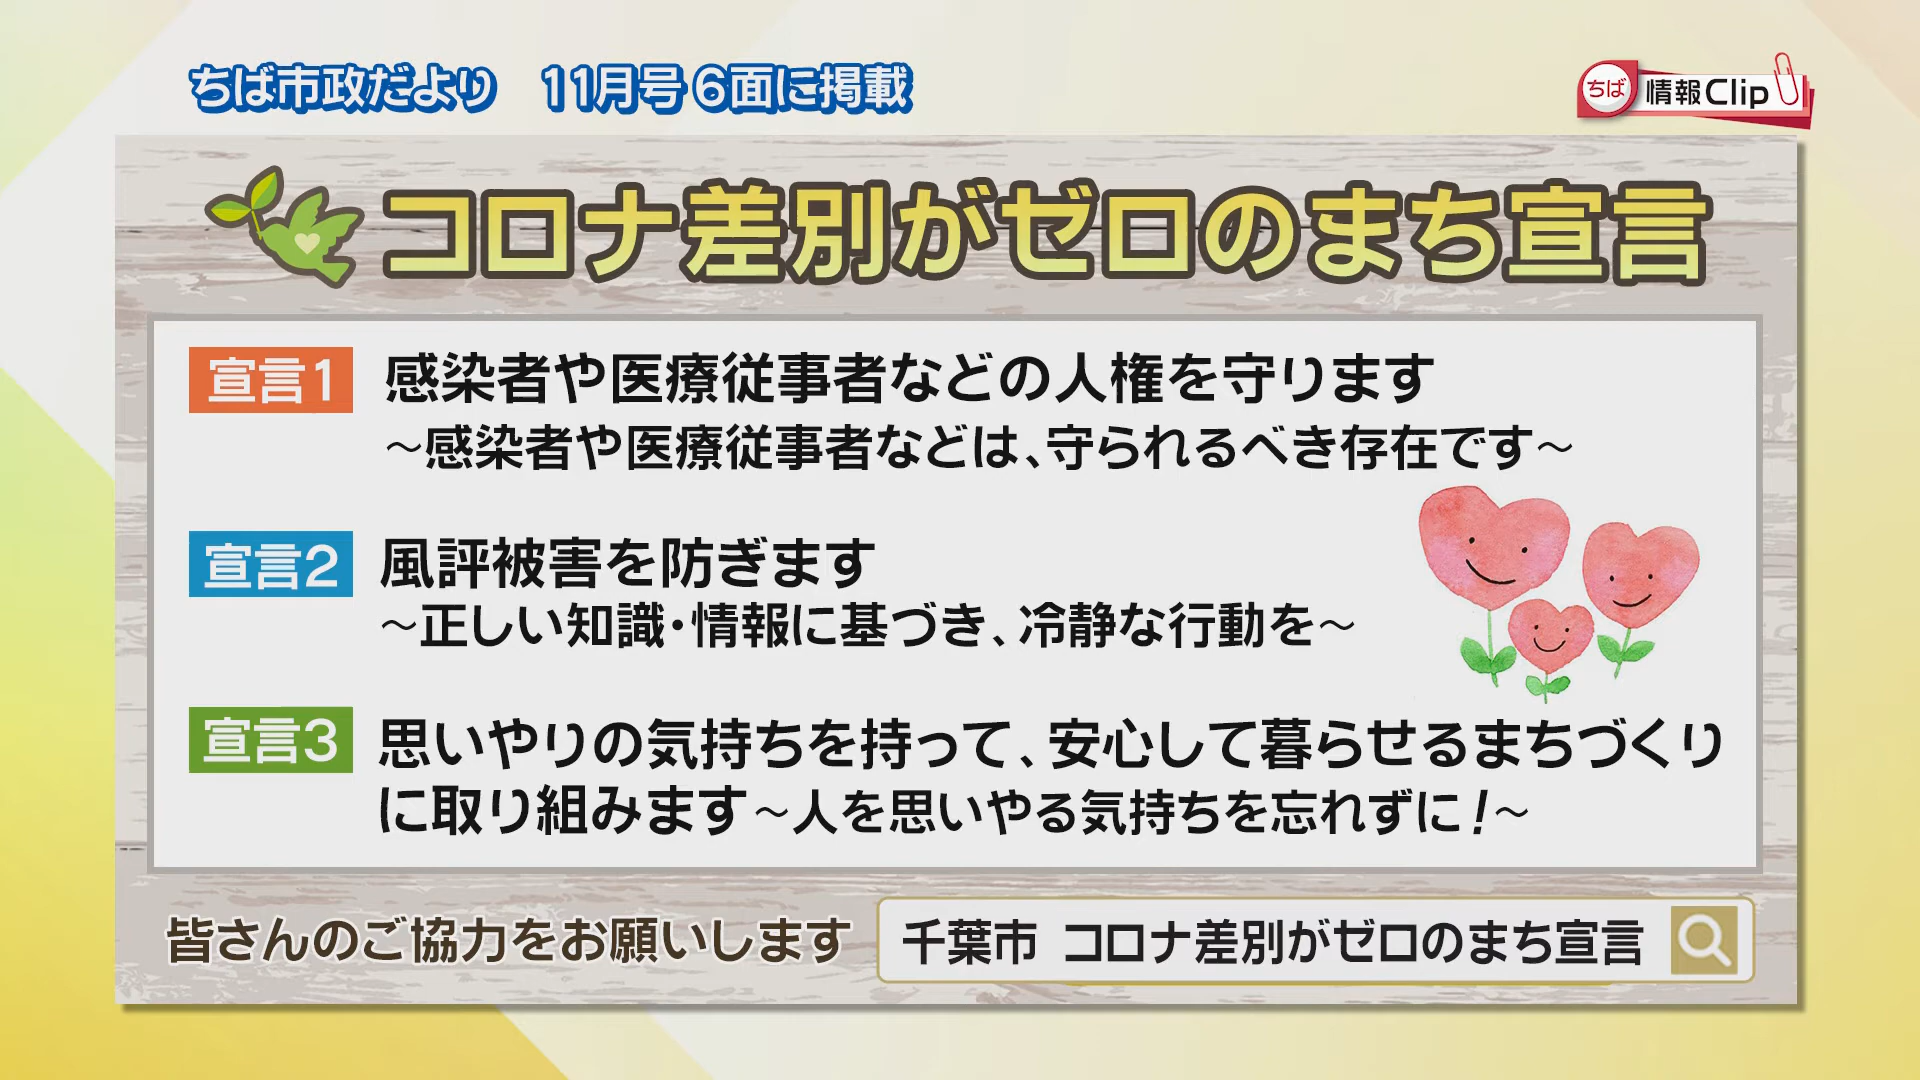 ちば市政だより　11月号 6面に掲載
ちば 情報Clip
コロナ差別がゼロのまち宣言
宣言1 感染者や医療従事者などの人権を守ります
～感染者や医療従事者などは、守られるべき存在です～
宣言2 風評被害を防ぎます
～正しい知識・情報に基づき、冷静な行動を～
宣言3 思いやりの気持ちを持って、安心して暮らせるまちづくり
に取り組みます～人を思いやる気持ちを忘れずに！～
皆さんのご協力をお願いします
千葉市 コロナ差別がゼロのまち宣言